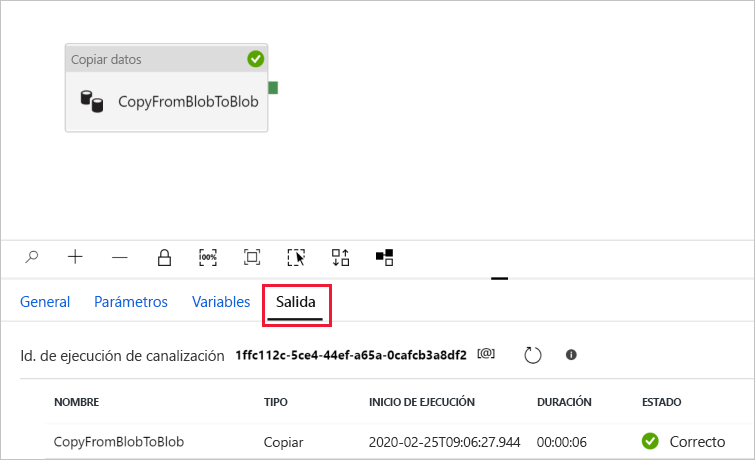 Copiar datos
CopyFromBlobToBlob
100%
General Parámetros Variables Salida
Id. de ejecución de canalización 1ffc112c-5ce4-44ef-a65a-0cafcb3a8df2 [@]
NOMBRE TIPO INICIO DE EJECUCIÓN DURACIÓN ESTADO
CopyFromBlobToBlob Copiar 2020-02-25T09:06:27.944 00:00:06 Correcto